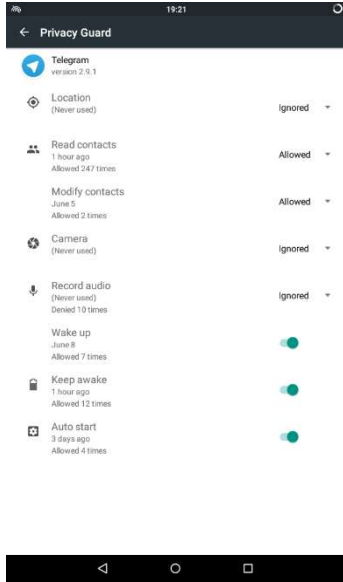 19:21
Privacy Guard
Telegram
version 2.9.1
Location
(Never used)
Ignored
Read contacts
1 hour ago
Allowed 247 times
Allowed
Modify contacts
June 5
Allowed 2 times
Allowed
Camera
(Never used)
Ignored
Record audio
(Never used)
Denied 10 times
Ignored
Wake up
June 8
Allowed 7 times
Keep awake
1 hour ago
Allowed 12 times
Auto start
3 days ago
Allowed 4 times